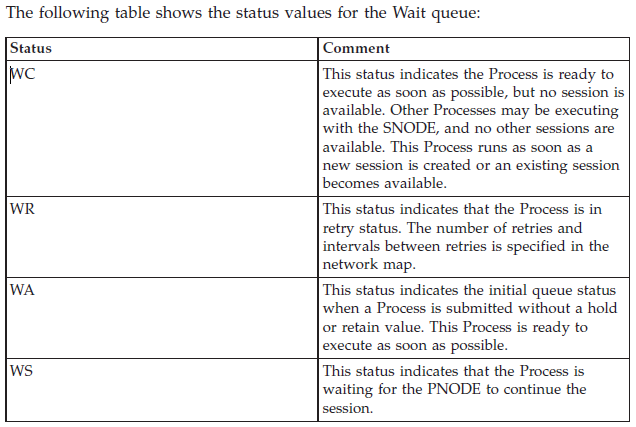 The following table shows the status values for the Wait queue:
Status Comment
WC This status indicates the Process is ready to
execute as soon as possible, but no session is
available. Other Processes may be executing
with the SNODE, and no other sessions are
available. This Process runs as soon as a
new session is created or an existing session
becomes available.
WR This status indicates that the Process is in
retry status. The number of retries and
intervals between retries is specified in the
network map.
WA This status indicates the initial queue status
when a Process is submitted without a hold
or retain value. This Process is ready to
execute as soon as possible.
WS This status indicates that the Process is
waiting for the PNODE to continue the
session.